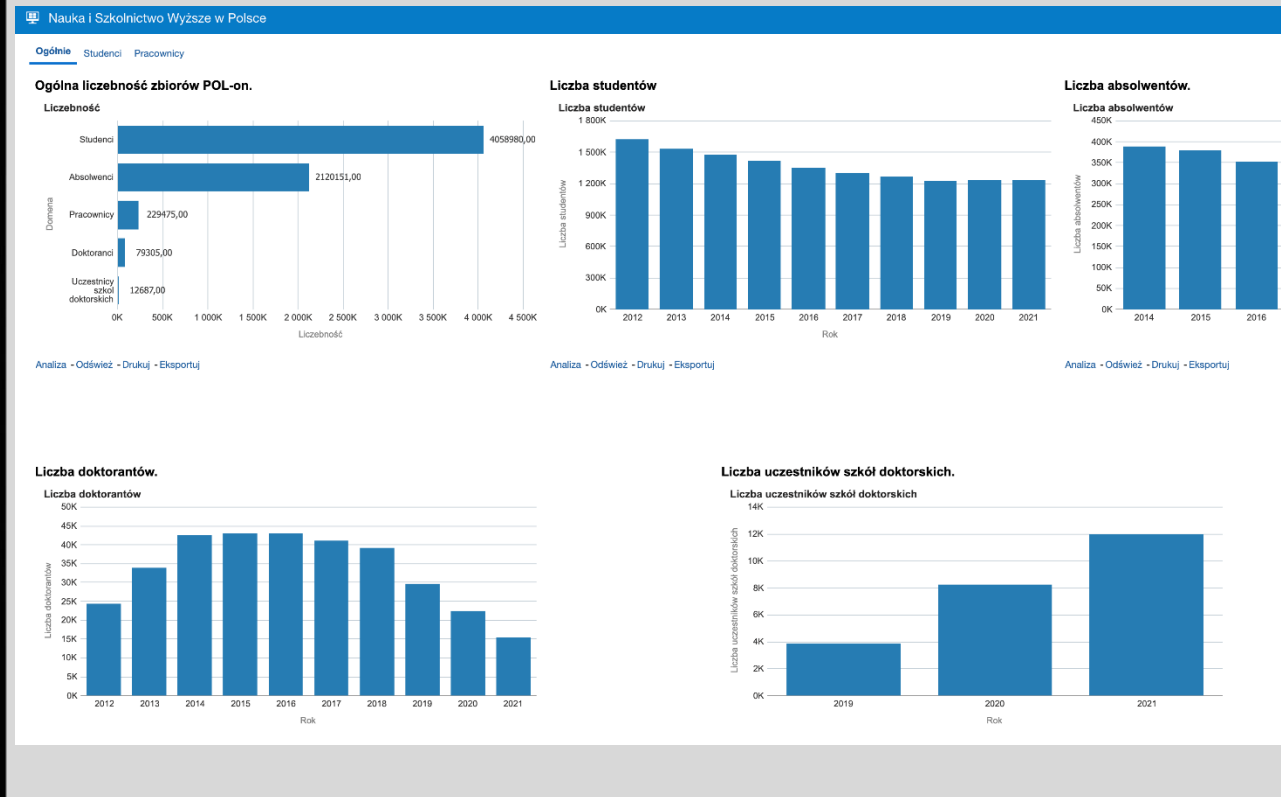 Nauka i Szkolnictwo Wyższe w Polsce
Ogólnie Studenci Pracownicy
Ogólna liczebność zbiorów POL-on.
Liczebność
Domena
Studenci
4058980,00
Absolwenci
2120151,00
Pracownicy
229475,00
Doktoranci
79305,00
Uczestnicy
szkol
doktorskich
12687,00
0K 500K 1 000K 1 500K 2 000K 2 500K 3 000K 3 500K 4 000K 4 500K
Liczebność
Analiza - Odśwież - Drukuj - Eksportuj
Liczba studentów
Liczba studentów
Liczba studentów
1 800K
1 500K
1 200K
900K
600K
300K
0K
2012 2013 2014 2015 2016 2017 2018 2019 2020 2021
Rok
Analiza - Odśwież - Drukuj - Eksportuj
Liczba absolwentów.
Liczba absolwentów
Liczba absolwentów
450K
400K
350K
300K
250K
200K
150K
100K
50K
0K
2014 2015 2016
Analiza - Odśwież - Drukuj - Eksportuj
Liczba doktorantów.
Liczba doktorantów
Liczba doktorantów
50K
45K
40K
35K
30K
25K
20K
15K
10K
5K
0K
2012 2013 2014 2015 2016 2017 2018 2019 2020 2021
Rok
Liczba uczestników szkół doktorskich.
Liczba uczestników szkół doktorskich
Liczba uczestników szkół doktorskich
14K
12K
10K
8K
6K
4K
2K
0K
2019 2020 2021
Rok